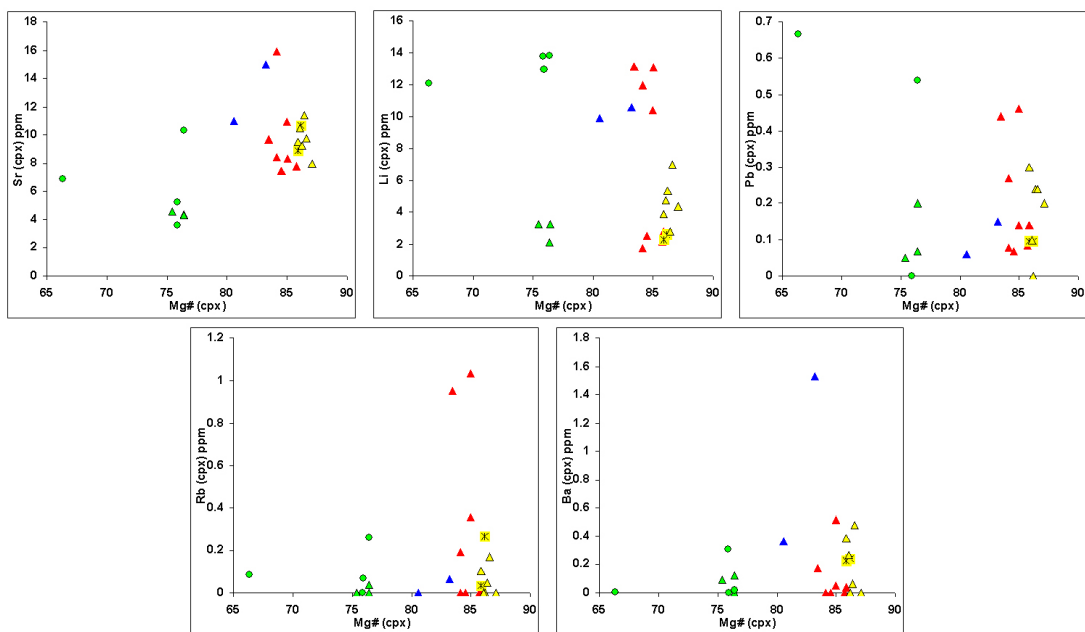 Sr (cpx) ppm
18
16
14
12
10
8
6
4
2
0
65 70 75 80 85 90
Mg# (cpx)
Li (cpx) ppm
16
14
12
10
8
6
4
2
0
65 70 75 80 85 90
Mg# (cpx)
Pb (cpx) ppm
0.7
0.6
0.5
0.4
0.3
0.2
0.1
0
65 70 75 80 85 90
Mg# (cpx)
Rb (cpx) ppm
1.2
1
0.8
0.6
0.4
0.2
0
65 70 75 80 85 90
Mg# (cpx)
Ba (cpx) ppm
1.8
1.6
1.4
1.2
1
0.8
0.6
0.4
0.2
0
65 70 75 80 85 90
Mg# (cpx)